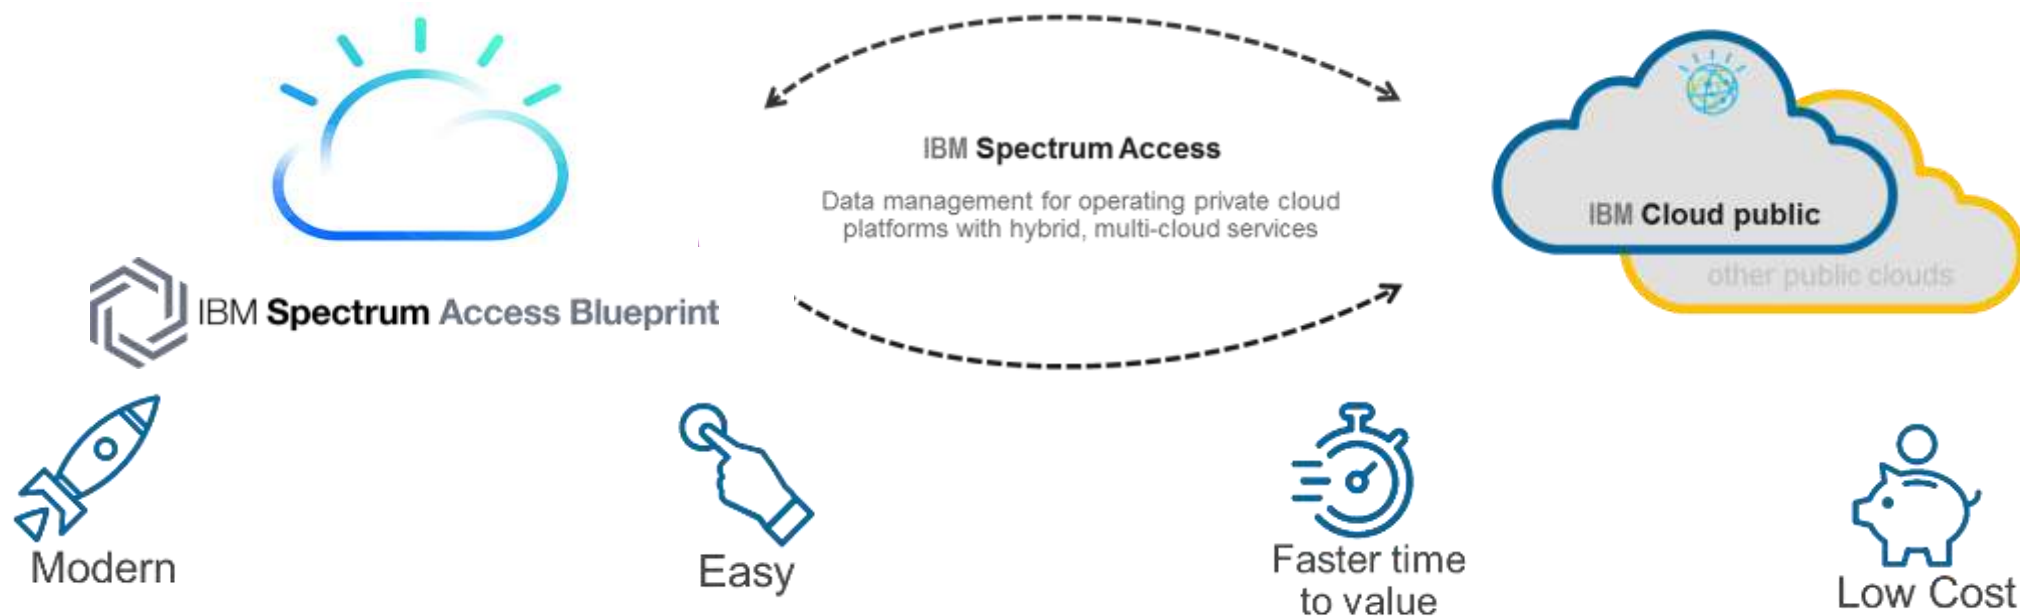 IBM Spectrum Access
Data management for operating private cloud
platforms with hybrid, multi-cloud services
IBM Cloud public
other public clouds
IBM Spectrum Access Blueprint
Modern
Easy
Faster time
to value
Low Cost